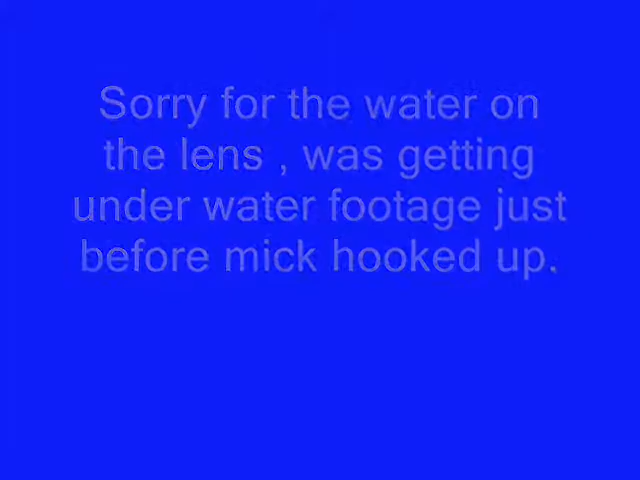 Sorry for the water on
the lens , was getting
under water footage just
before mick hooked up.